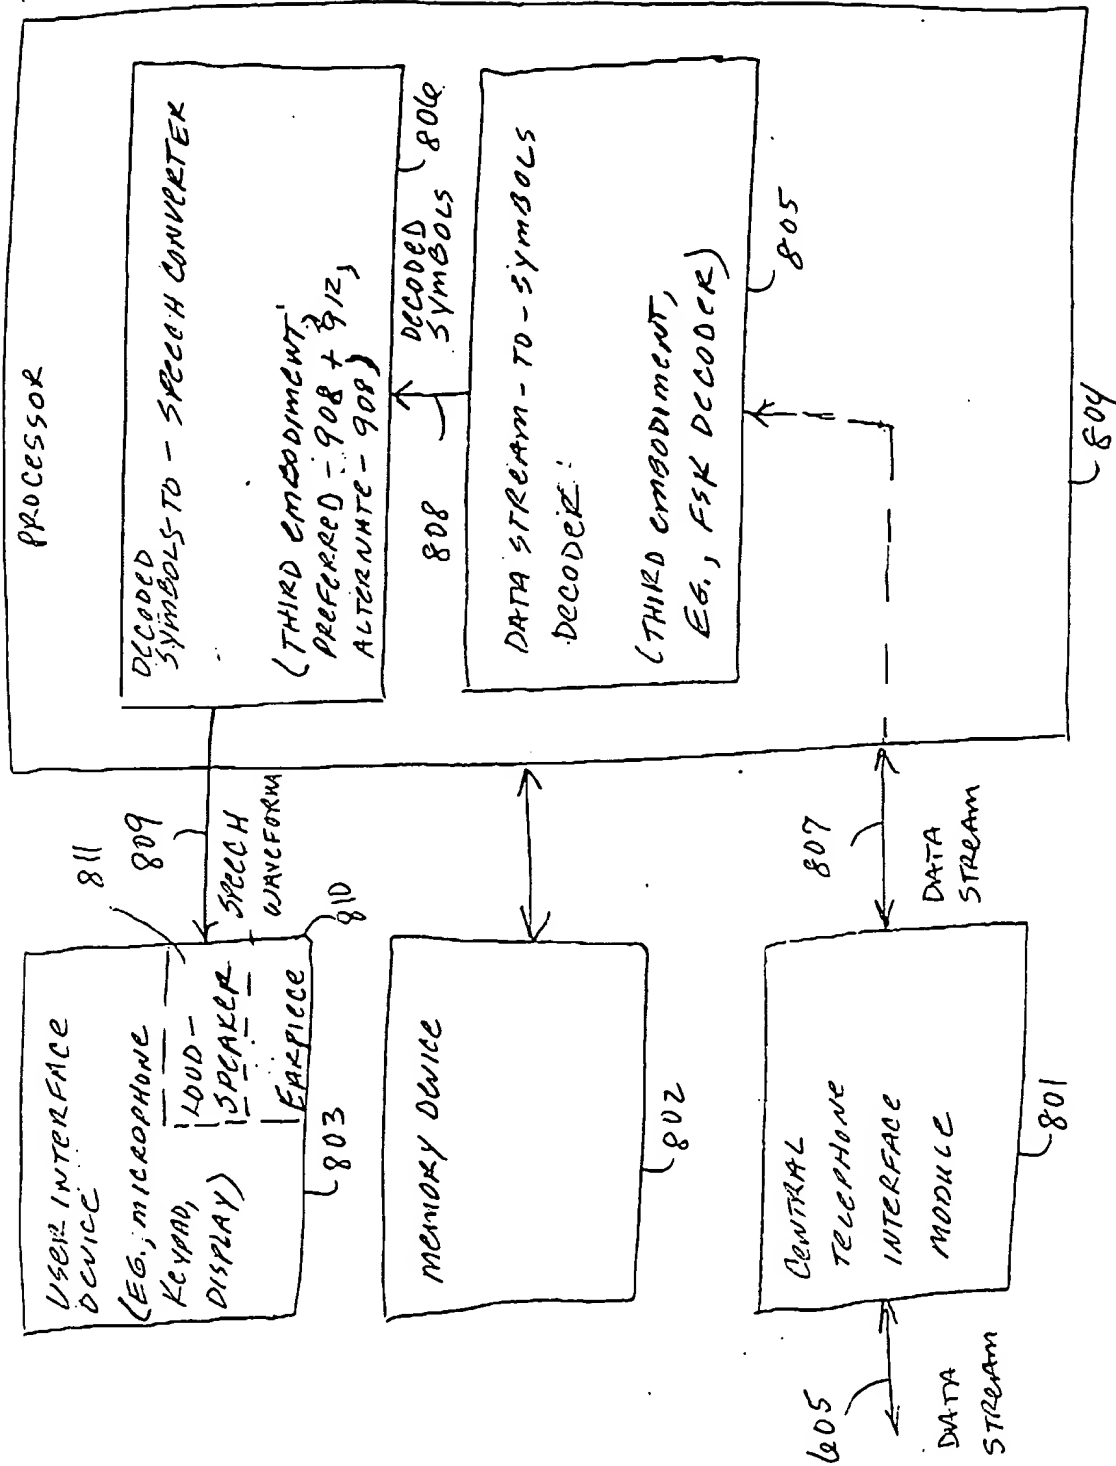 PROCESSOR
DECODED
SYMBOLS-TO-SPEECH CONVERTER
(THIRD EMBODIMENT,
PREFERRED - 908 + 912,
ALTERNATE - 908)
806
DECODED
SYMBOLS
808
DATA STREAM-TO-SYMBOLS
DECODER
(THIRD EMBODIMENT,
EG., FSK DECODER)
805
804
USER INTERFACE
DEVICE
(EG., MICROPHONE
KEYPAD,
DISPLAY)
LOUD-
SPEAKER
EARPIECE
803
811
809
SPEECH
WAVEFORM
810
MEMORY DEVICE
802
CENTRAL
TELEPHONE
INTERFACE
MODULE
801
807
DATA
STREAM
605
DATA
STREAM